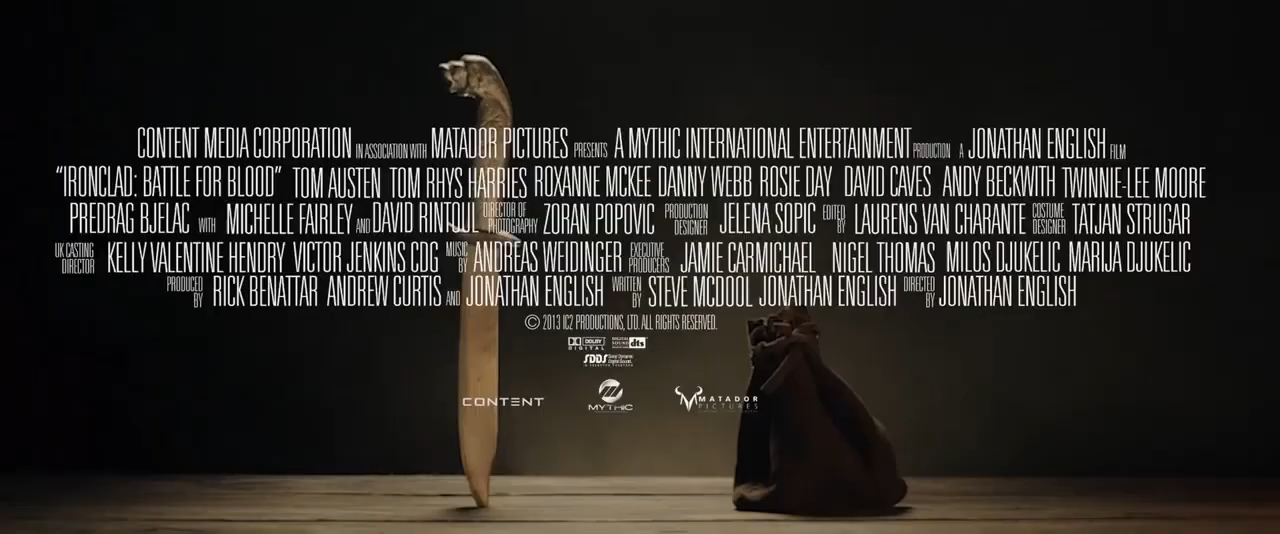 CONTENT MEDIA CORPORATION IN ASSOCIATION WITH MATADOR PICTURES PRESENTS A MYTHIC INTERNATIONAL ENTERTAINMENT PRODUCTION A JONATHAN ENGLISH FILM
“IRONCLAD: BATTLE FOR BLOOD” TOM AUSTEN TOM RHYS HARRIES ROXANNE MCKEE DANNY WEBB ROSIE DAY DAVID CAVES ANDY BECKWITH TWINNIE-LEE MOORE
PREDRAG BJELAC WITH MICHELLE FAIRLEY AND DAVID RINTOUL DIRECTOR OF PHOTOGRAPHY ZORAN POPOVIC PRODUCTION DESIGNER JELENA SOPIC EDITED BY LAURENS VAN CHARANTE COSTUME DESIGNER TATJAN STRUGAR
UK CASTING DIRECTOR KELLY VALENTINE HENDRY VICTOR JENKINS CDG MUSIC BY ANDREAS WEIDINGER EXECUTIVE PRODUCERS JAMIE CARMICHAEL NIGEL THOMAS MILOS DJUKELIC MARIJA DJUKELIC
PRODUCED BY RICK BENATTAR ANDREW CURTIS AND JONATHAN ENGLISH WRITTEN BY STEVE MCDOOL JONATHAN ENGLISH DIRECTED BY JONATHAN ENGLISH
© 2013 IC2 PRODUCTIONS, LTD. ALL RIGHTS RESERVED.
DOLBY DIGITAL DIGITAL SOUND dts
SDDS Sony Dynamic Digital Sound
CONTENT MYTHIC MATADOR PICTURES